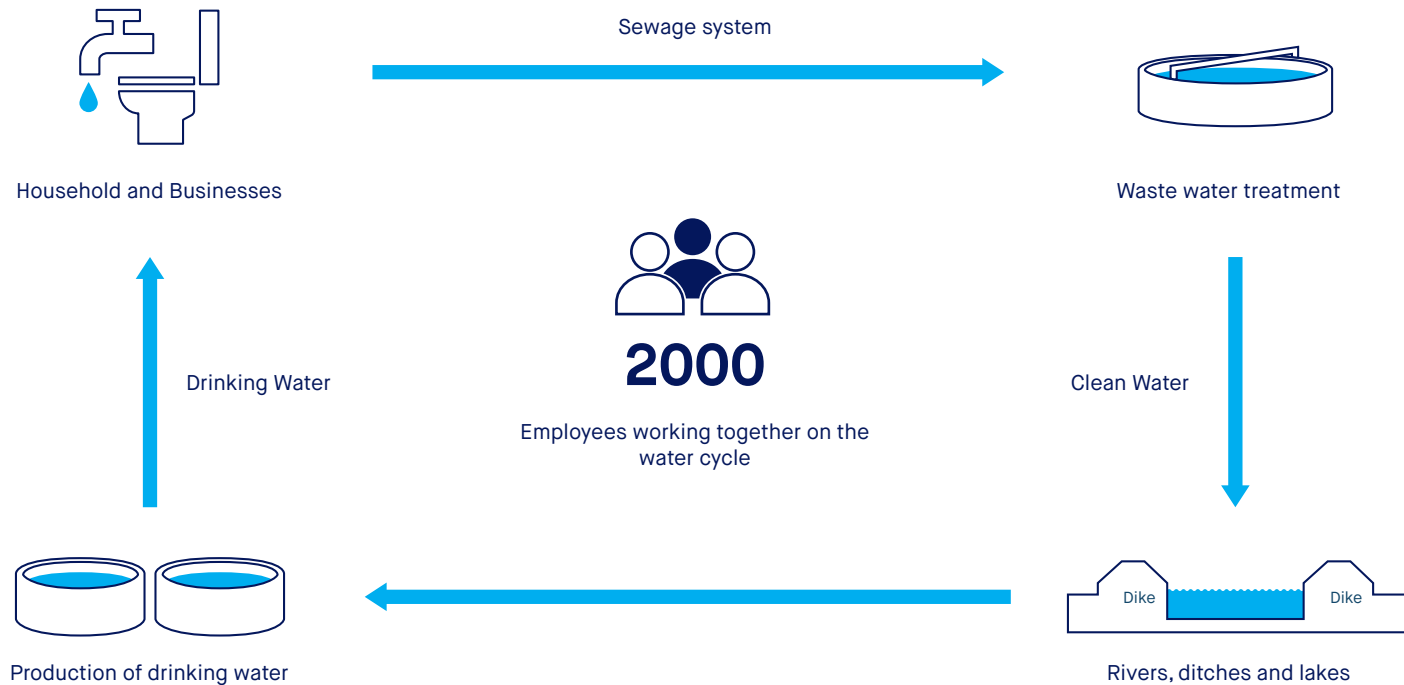 Sewage system
Household and Businesses
Waste water treatment
2000
Drinking Water
Clean Water
Employees working together on the
water cycle
Dike
Dike
Production of drinking water
Rivers, ditches and lakes